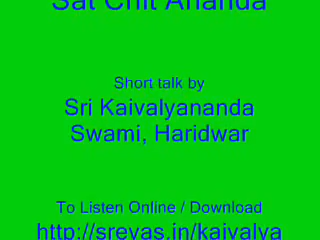 Sat Chit Ananda
Short talk by
Sri Kaivalyananda
Swami, Haridwar
To Listen Online / Download
http://sreyas.in/kaivalya